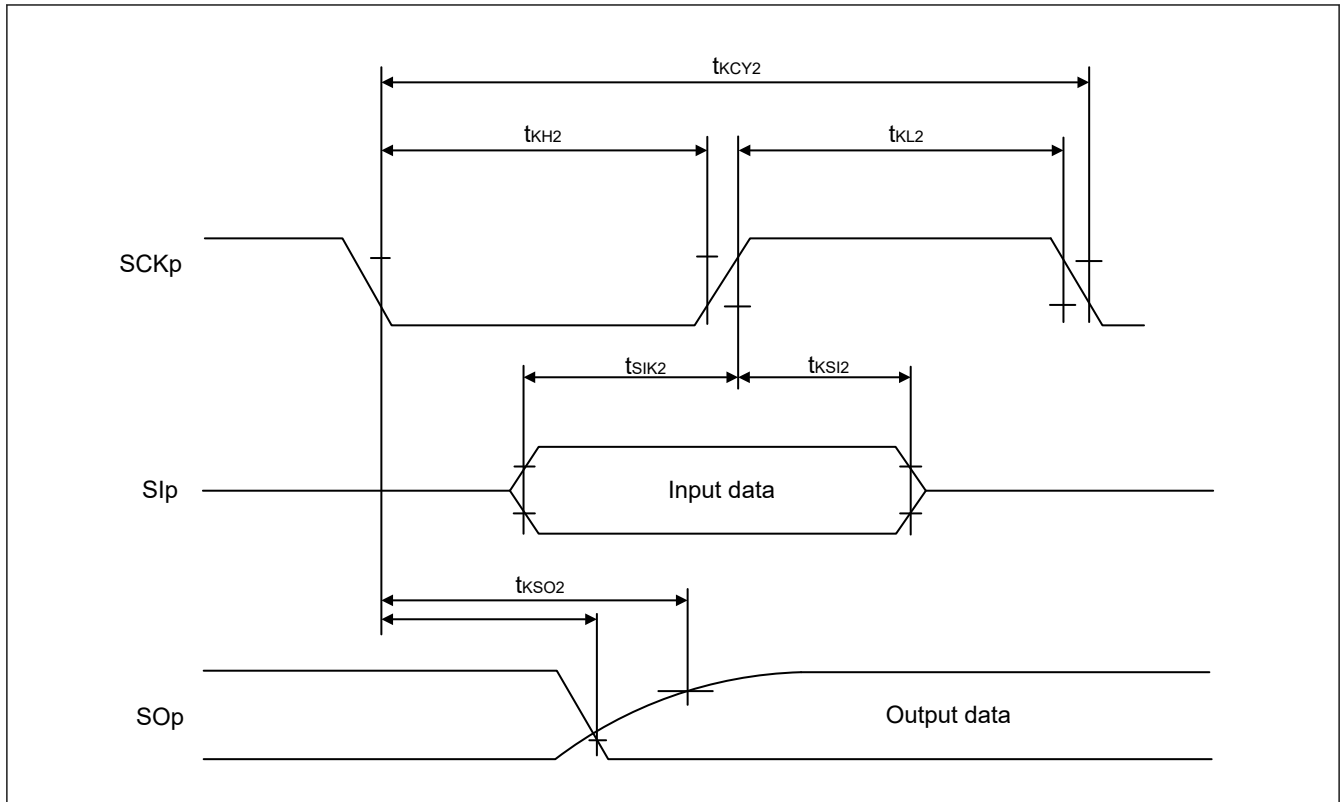 tKCY2
tKH2
tKL2
SCKp
tSIK2
tKSI2
SIp
Input data
tKSO2
SOp
Output data